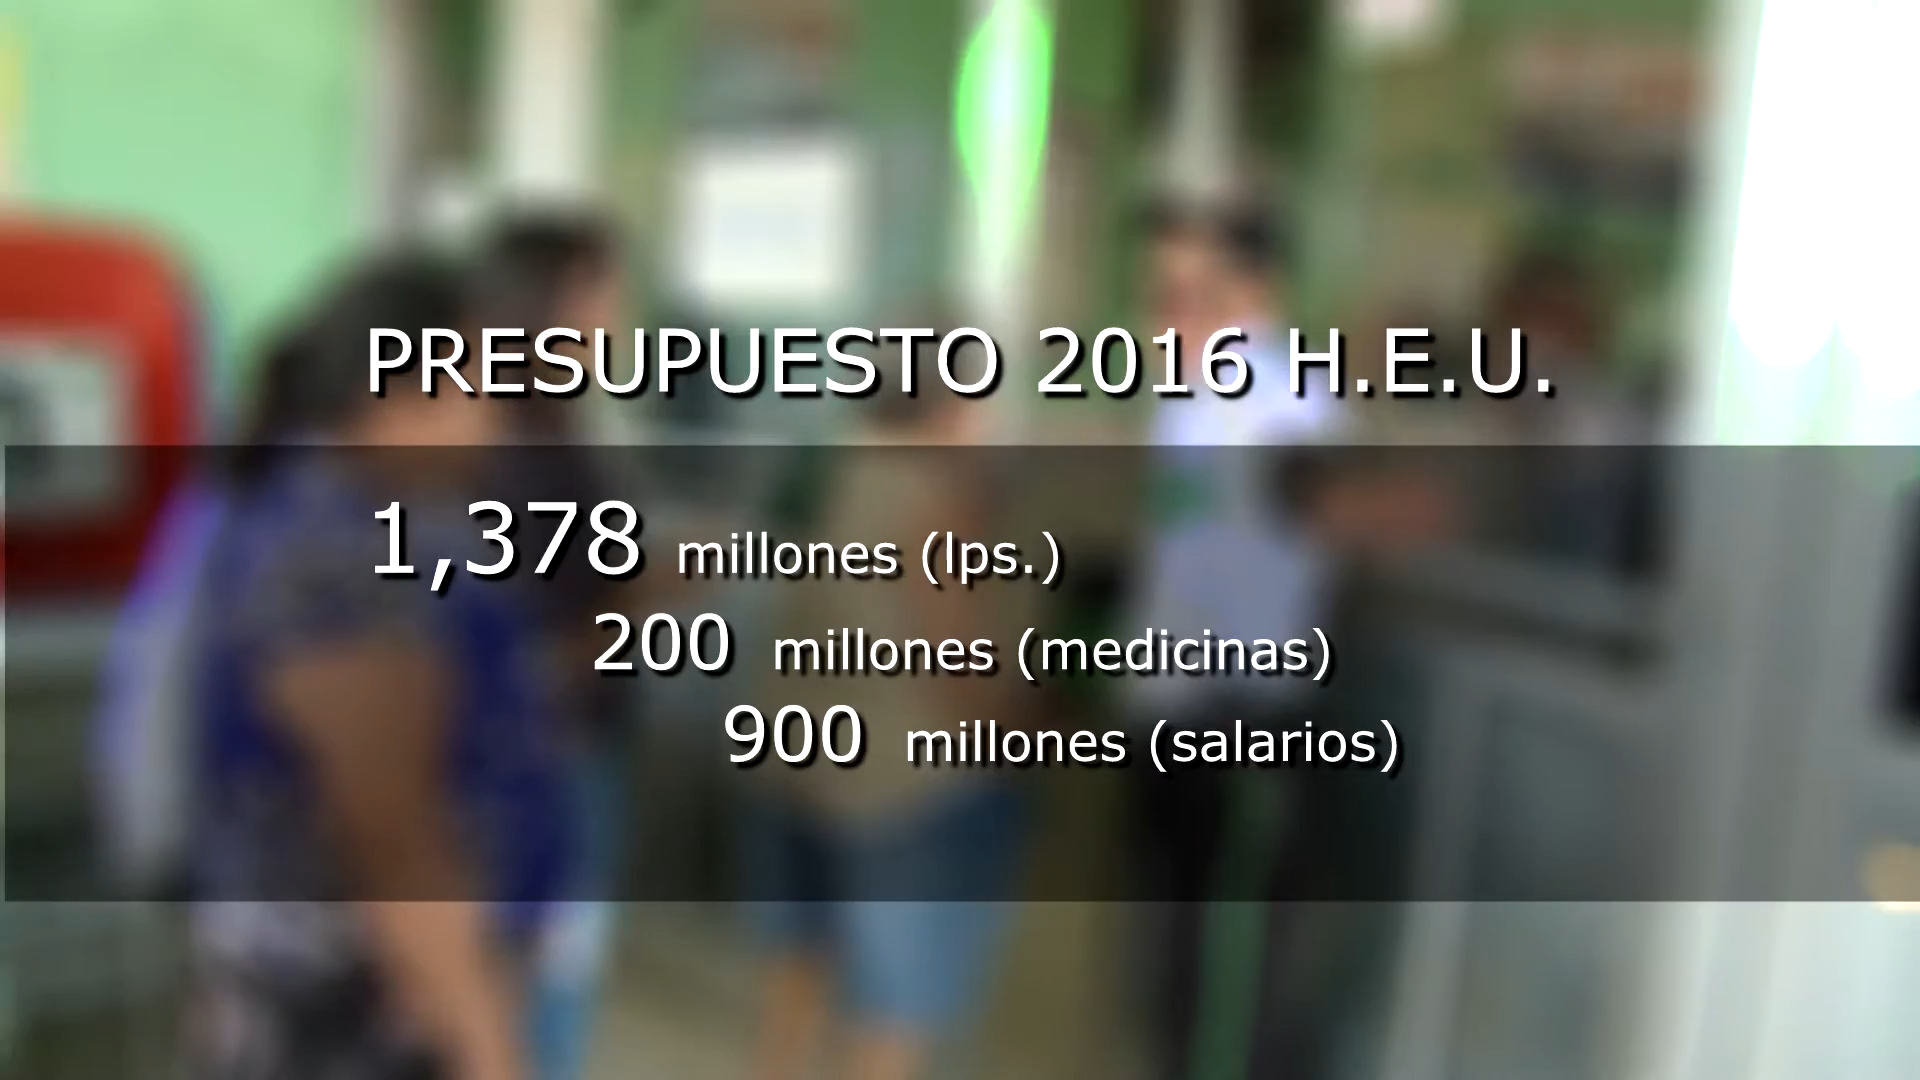 PRESUPUESTO 2016 H.E.U.
1,378 millones (lps.)
200 millones (medicinas)
900 millones (salarios)